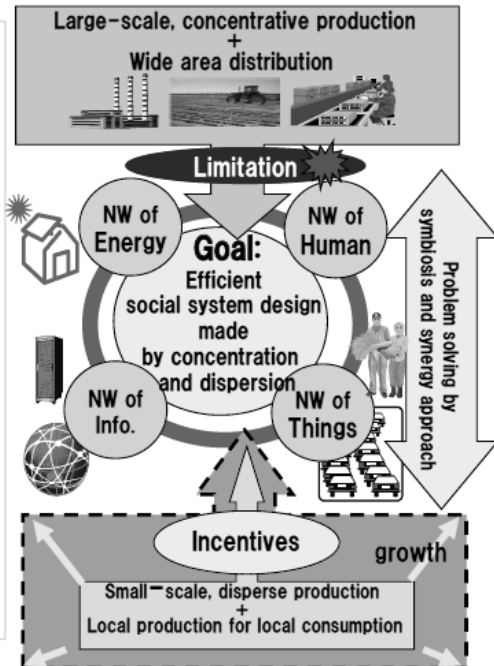 Large-scale, concentrative production
+
Wide area distribution
Limitation
NW of
Energy
NW of
Human
Goal:
Efficient
social system design
made
by concentration
and dispersion
NW of
Info.
NW of
Things
Problem solving by
symbiosis and synergy approach
Incentives
growth
Small-scale, disperse production
+
Local production for local consumption